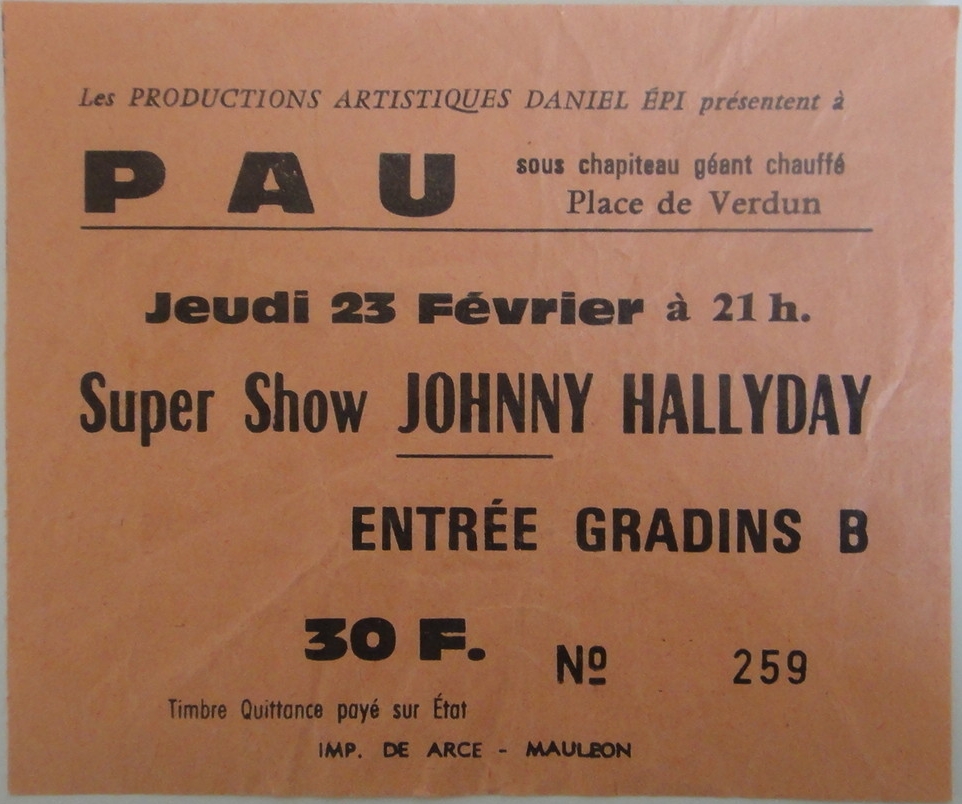 Les PRODUCTIONS ARTISTIQUES DANIEL ÉPI présentent à
PAU
sous chapiteau géant chauffé
Place de Verdun
Jeudi 23 Février à 21 h.
Super Show JOHNNY HALLYDAY
ENTRÉE GRADINS B
30 F.
Nº 259
Timbre Quittance payé sur État
IMP. DE ARCE - MAULEON